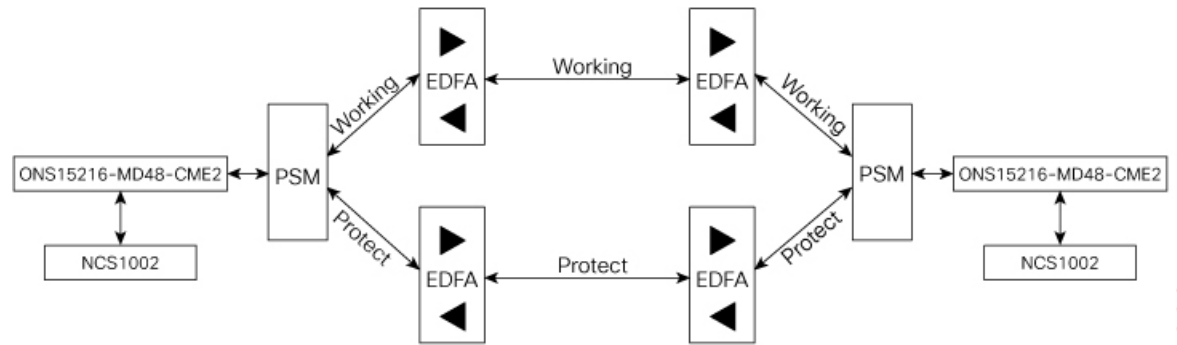 EDFA
Working
EDFA
Working
Working
ONS15216-MD48-CME2
PSM
PSM
ONS15216-MD48-CME2
NCS1002
Protect
EDFA
Protect
EDFA
Protect
NCS1002